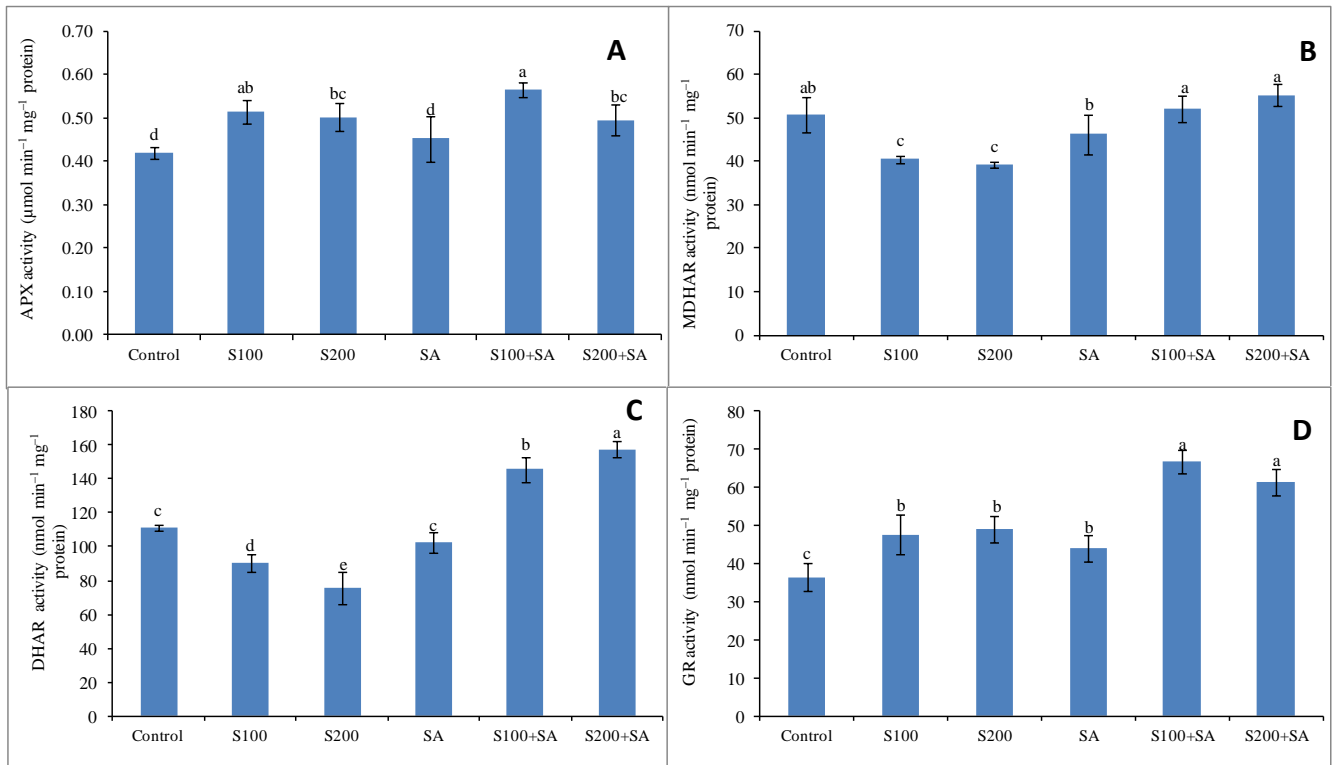 A
APX activity (µmol min⁻¹ mg⁻¹ protein)
0.70
0.60
0.50
0.40
0.30
0.20
0.10
0.00
d
ab
bc
d
a
bc
Control S100 S200 SA S100+SA S200+SA
B
MDHAR activity (nmol min⁻¹ mg⁻¹
protein)
70
60
50
40
30
20
10
0
ab
c
c
b
a
a
Control S100 S200 SA S100+SA S200+SA
C
DHAR activity (nmol min⁻¹ mg⁻¹
protein)
180
160
140
120
100
80
60
40
20
0
c
d
e
c
b
a
Control S100 S200 SA S100+SA S200+SA
D
GR activity (nmol min⁻¹ mg⁻¹ protein)
80
70
60
50
40
30
20
10
0
c
b
b
b
a
a
Control S100 S200 SA S100+SA S200+SA